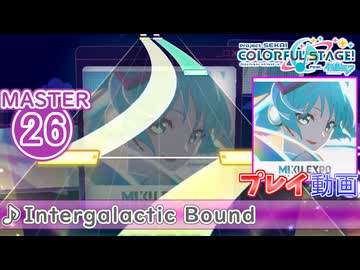 Project SEKAI
COLORFUL STAGE!
feat. 初音ミク
MASTER
26
MIKU EXPO
プレイ動画
♪ Intergalactic Bound